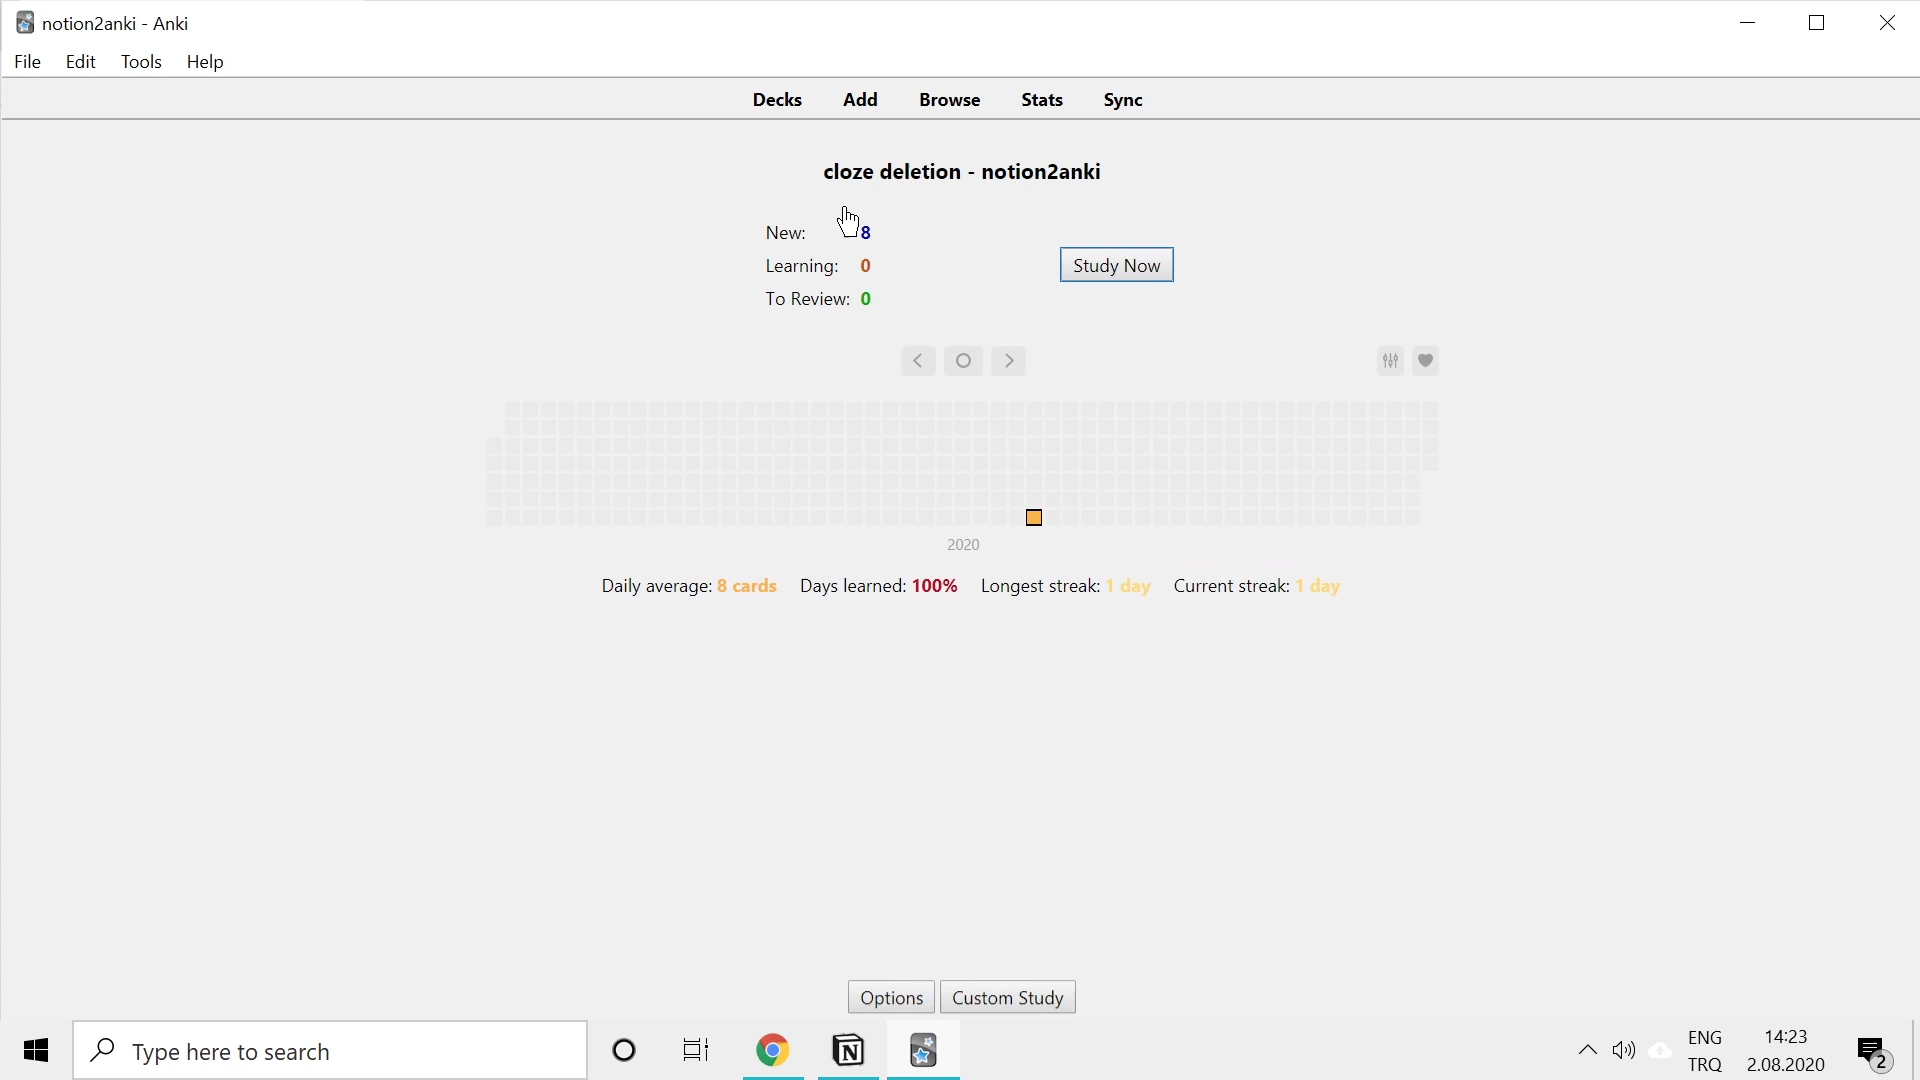 notion2anki - Anki
File Edit Tools Help
Decks Add Browse Stats Sync
cloze deletion - notion2anki
New: 8
Learning: 0
To Review: 0
Study Now
2020
Daily average: 8 cards Days learned: 100% Longest streak: 1 day Current streak: 1 day
Options Custom Study
Type here to search
ENG
TRQ
14:23
2.08.2020
2